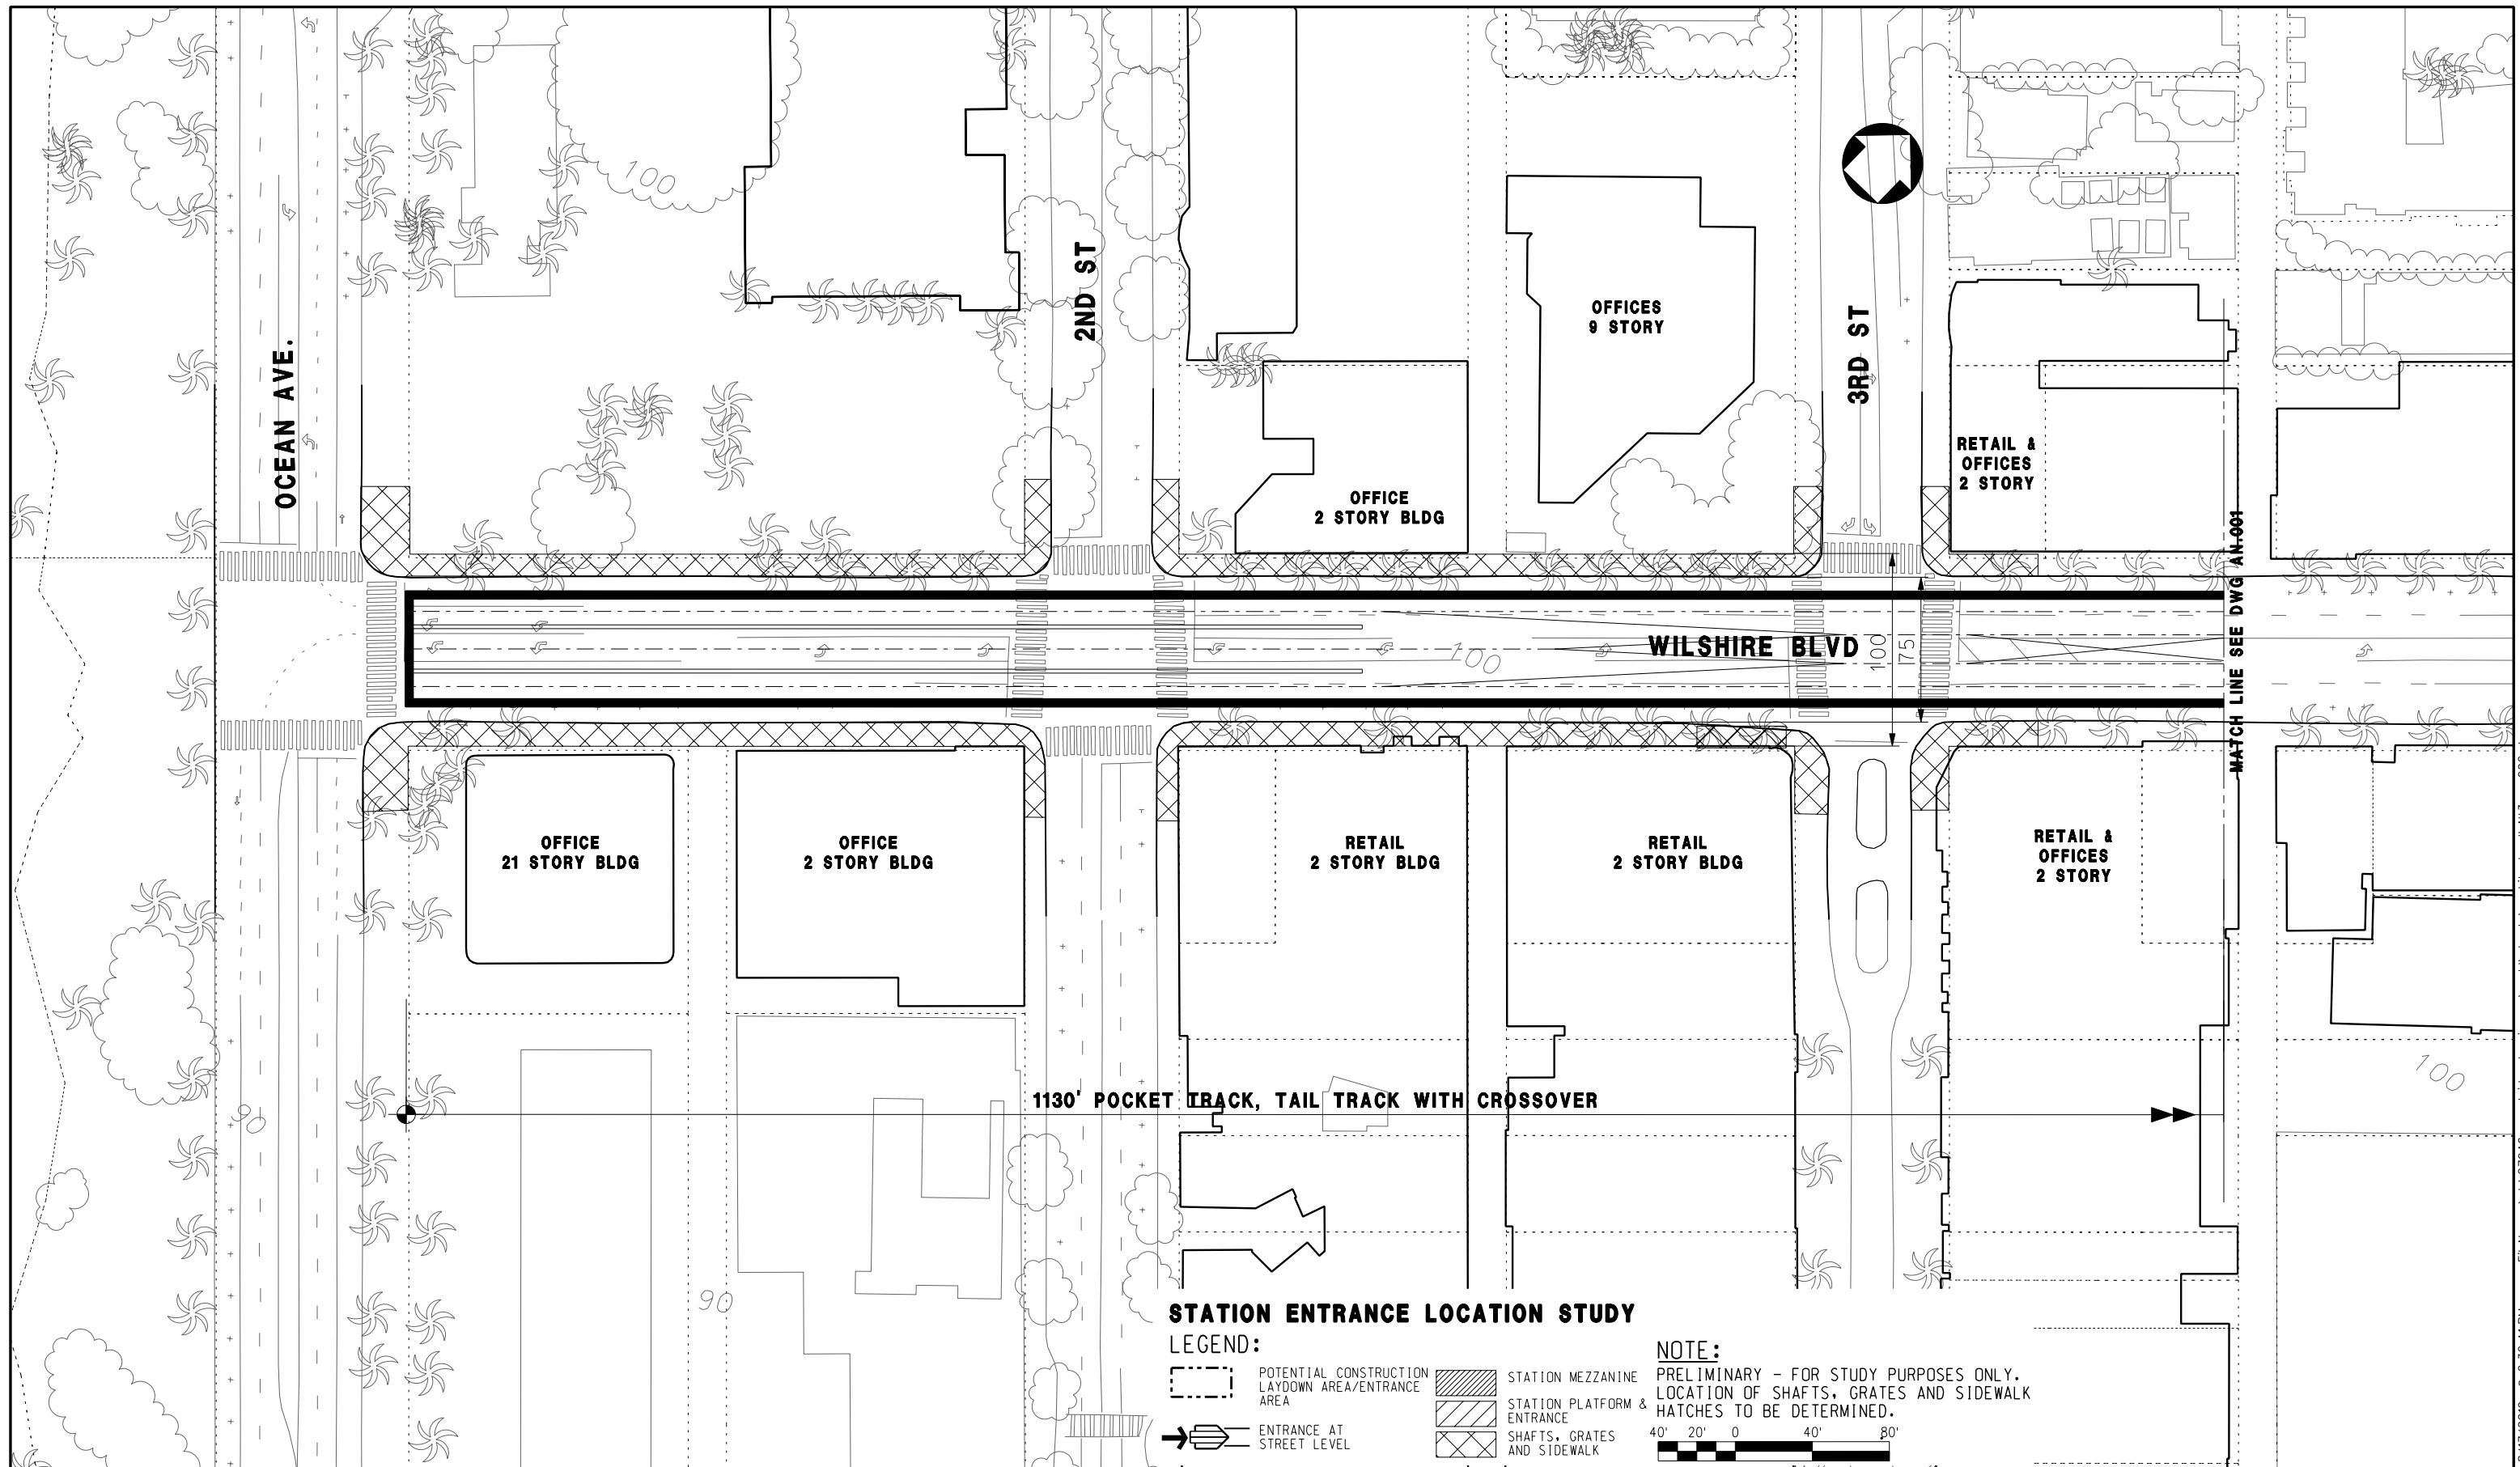 100
OCEAN AVE.
2ND ST
3RD ST
OFFICES
9 STORY
RETAIL &
OFFICES
2 STORY
OFFICE
2 STORY BLDG
WILSHIRE BLVD
100
100
75
MATCH LINE SEE DWG AN.001
OFFICE
21 STORY BLDG
OFFICE
2 STORY BLDG
RETAIL
2 STORY BLDG
RETAIL
2 STORY BLDG
RETAIL &
OFFICES
2 STORY
100
90
1130' POCKET TRACK, TAIL TRACK WITH CROSSOVER
90
STATION ENTRANCE LOCATION STUDY
LEGEND:
POTENTIAL CONSTRUCTION
LAYDOWN AREA/ENTRANCE
AREA
ENTRANCE AT
STREET LEVEL
STATION MEZZANINE
STATION PLATFORM &
ENTRANCE
SHAFTS, GRATES
AND SIDEWALK
NOTE:
PRELIMINARY - FOR STUDY PURPOSES ONLY.
LOCATION OF SHAFTS, GRATES AND SIDEWALK
HATCHES TO BE DETERMINED.
40' 20' 0 40' 80'